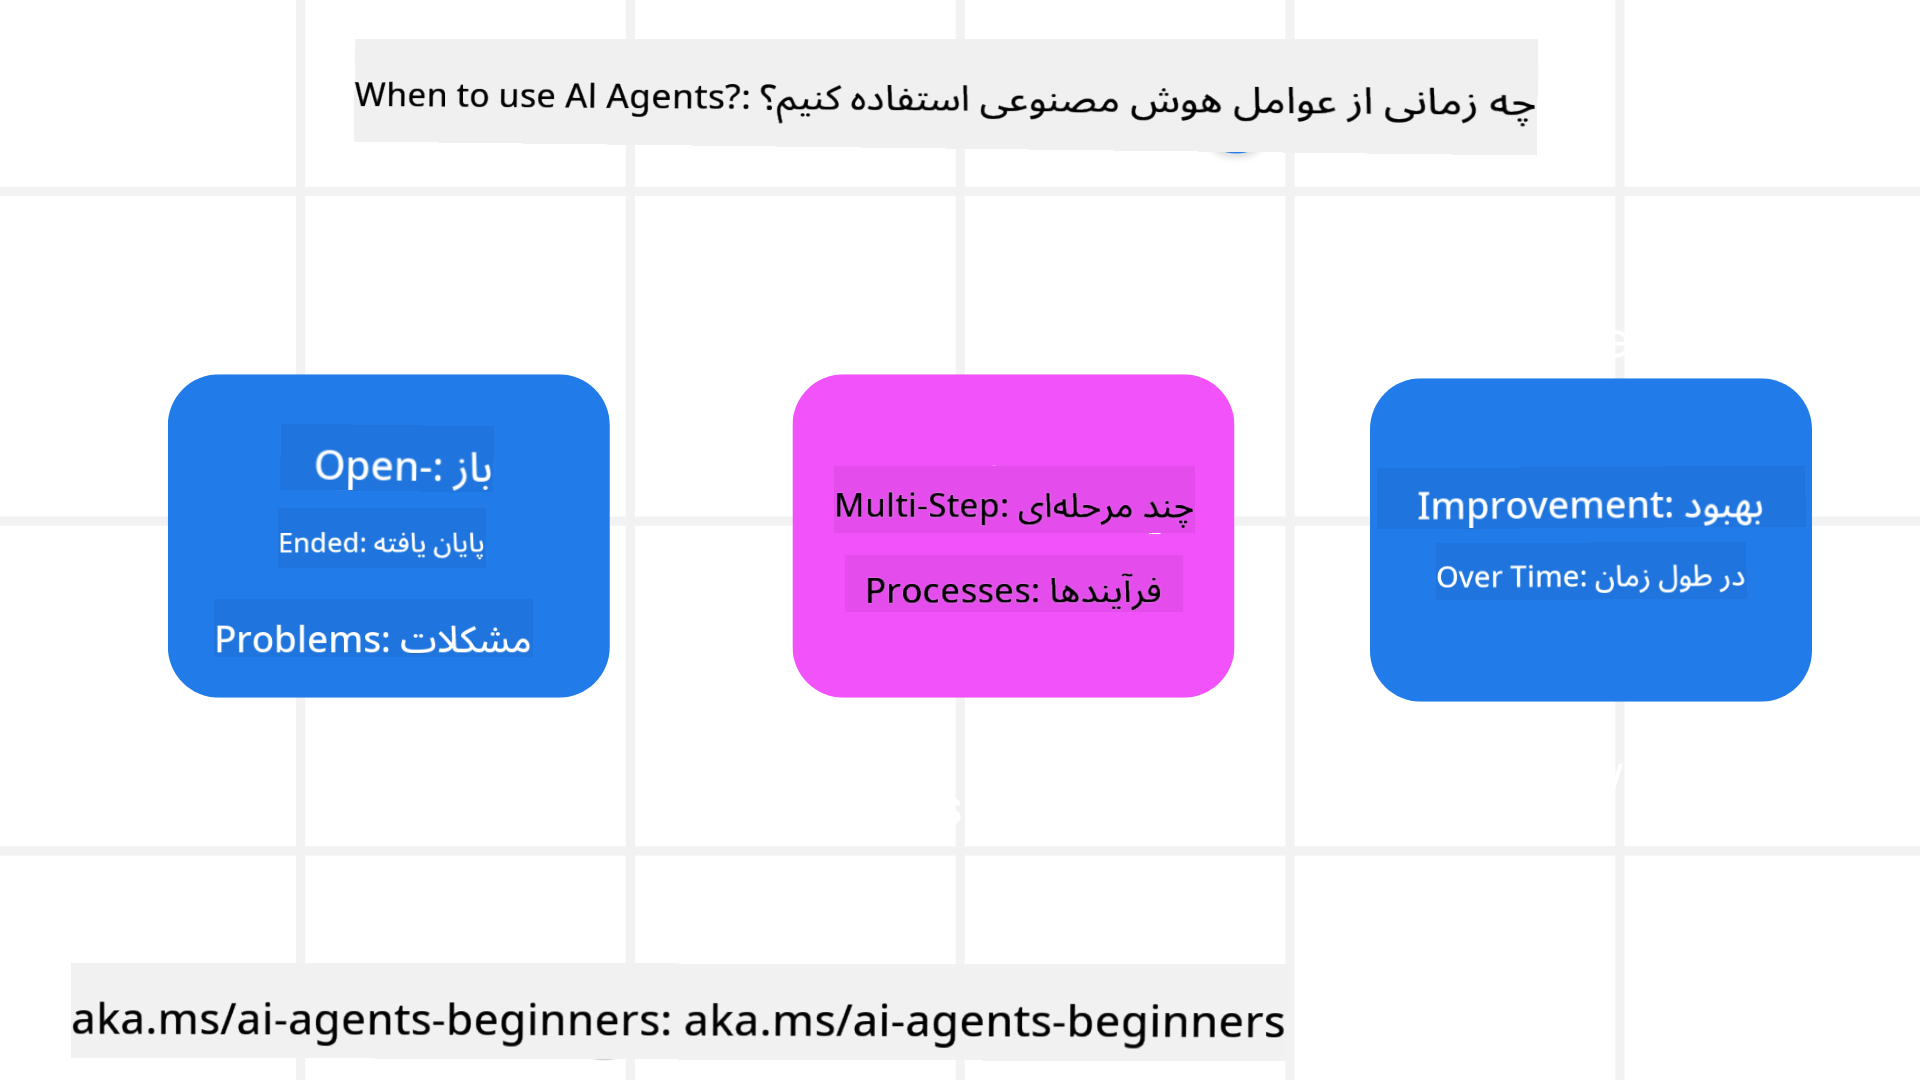 When to use AI Agents?: چه زمانی از عوامل هوش مصنوعی استفاده کنیم؟
Open-: باز
Ended: پایان یافته
Problems: مشکلات
Multi-Step: چند مرحله‌ای
Processes: فرآیندها
Improvement: بهبود
Over Time: در طول زمان
aka.ms/ai-agents-beginners: aka.ms/ai-agents-beginners